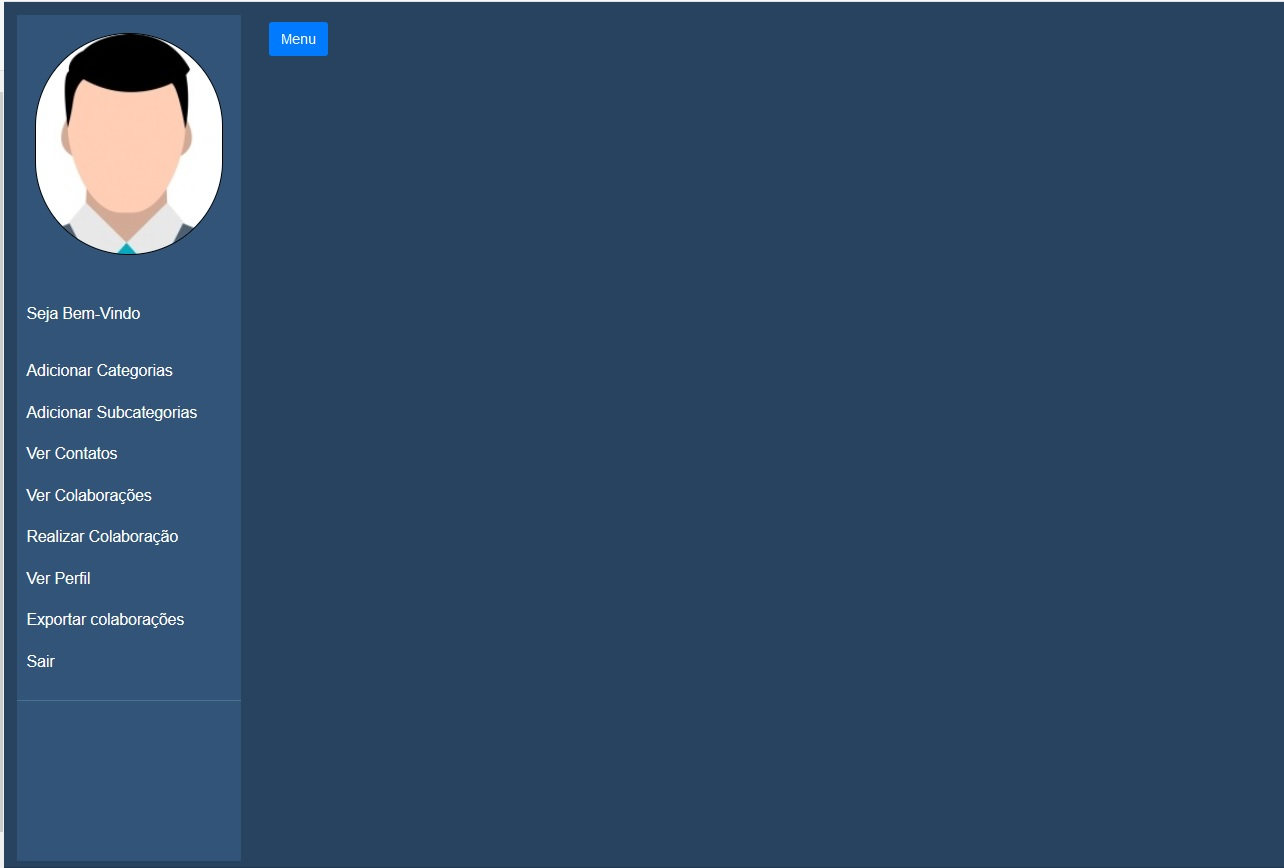 Menu
Seja Bem-Vindo
Adicionar Categorias
Adicionar Subcategorias
Ver Contatos
Ver Colaborações
Realizar Colaboração
Ver Perfil
Exportar colaborações
Sair